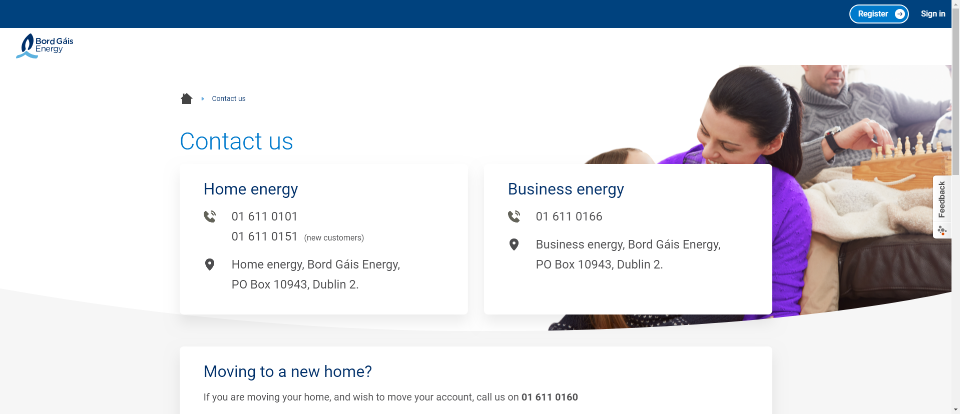 Register
Sign in
Bord Gáis
Energy
Contact us
Contact us
Home energy
01 611 0101
01 611 0151 (new customers)
Home energy, Bord Gáis Energy,
PO Box 10943, Dublin 2.
Business energy
01 611 0166
Business energy, Bord Gáis Energy,
PO Box 10943, Dublin 2.
Feedback
Moving to a new home?
If you are moving your home, and wish to move your account, call us on 01 611 0160